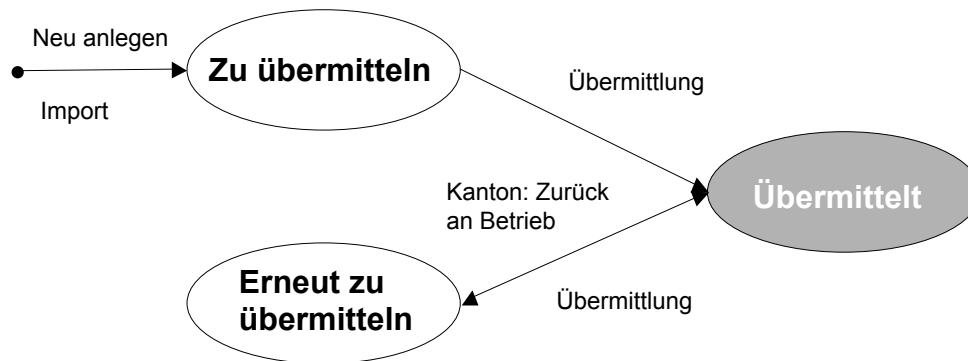 Neu anlegen
Import
Zu übermitteln
Übermittlung
Kanton: Zurück
an Betrieb
Übermittelt
Erneut zu
übermitteln
Übermittlung